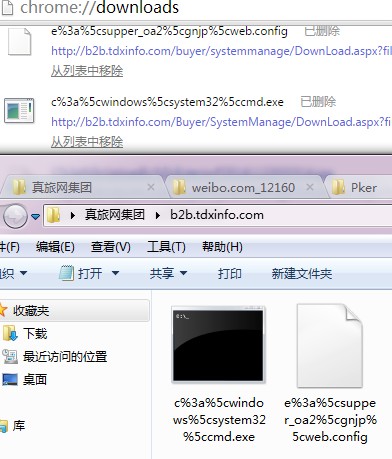 chrome://downloads
e%3a%5csupper_oa2%5cgnjp%5cweb.config 已删除
http://b2b.tdxinfo.com/Buyer/systemmanage/DownLoad.aspx?fil
从列表中移除
c%3a%5cwindows%5csystem32%5ccmd.exe 已删除
http://b2b.tdxinfo.com/Buyer/SystemManage/DownLoad.aspx?fi
从列表中移除
真旅网集团 weibo.com_12160 Pker
真旅网集团 b2b.tdxinfo.com
件(F) 编辑(E) 查看(V) 工具(T) 帮助(H)
织 打开 共享 打印 新建文件夹
收藏夹
下载
最近访问的位置
桌面
库
C:\_
c%3a%5cwindo
ws%5csystem32
%5ccmd.exe
e%3a%5csuppe
r_oa2%5cgnjp%
5cweb.config